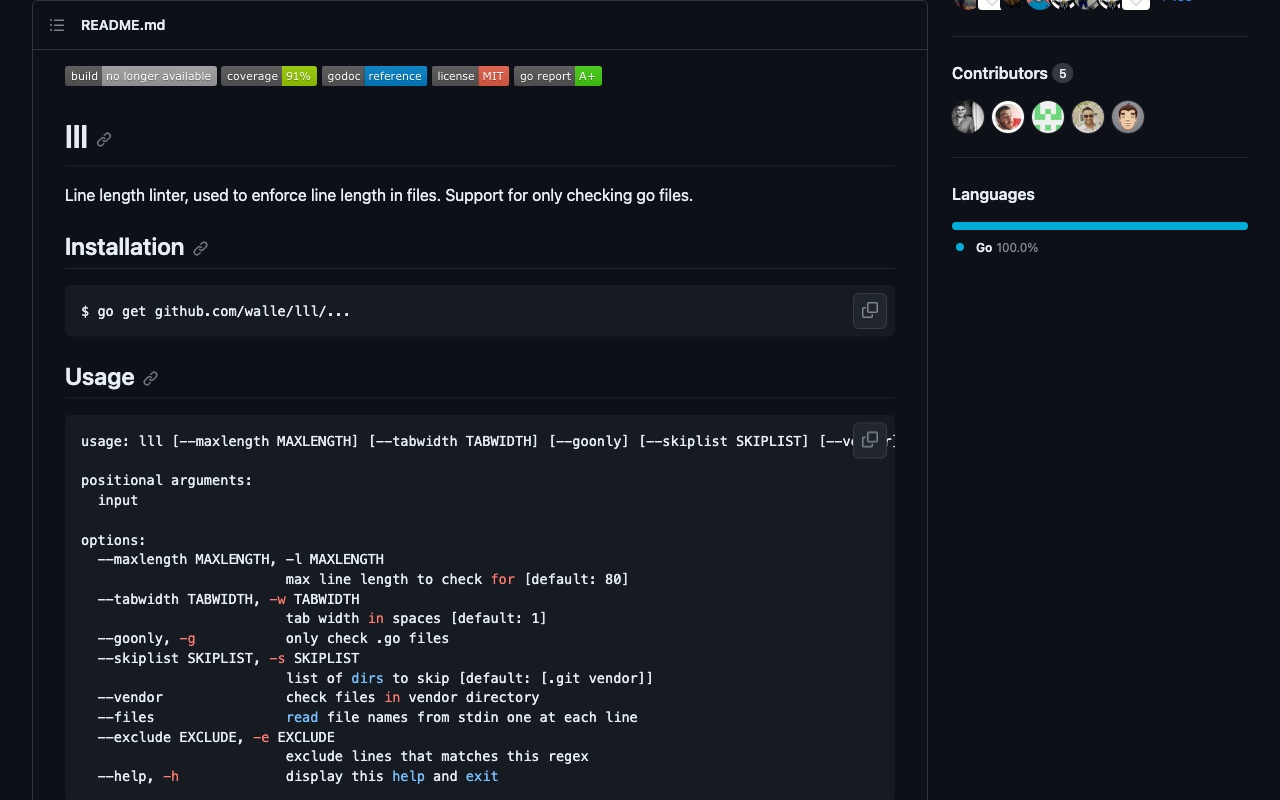 README.md
build no longer available coverage 91% godoc reference license MIT go report A+
lll
Line length linter, used to enforce line length in files. Support for only checking go files.
Installation
$ go get github.com/walle/lll/...
Usage
usage: lll [--maxlength MAXLENGTH] [--tabwidth TABWIDTH] [--goonly] [--skiplist SKIPLIST]
positional arguments:
input
options:
--maxlength MAXLENGTH, -l MAXLENGTH
max line length to check for [default: 80]
--tabwidth TABWIDTH, -w TABWIDTH
tab width in spaces [default: 1]
--goonly, -g only check .go files
--skiplist SKIPLIST, -s SKIPLIST
list of dirs to skip [default: [.git vendor]]
--vendor check files in vendor directory
--files read file names from stdin one at each line
--exclude EXCLUDE, -e EXCLUDE
exclude lines that matches this regex
--help, -h display this help and exit
Contributors 5
Languages
Go 100.0%